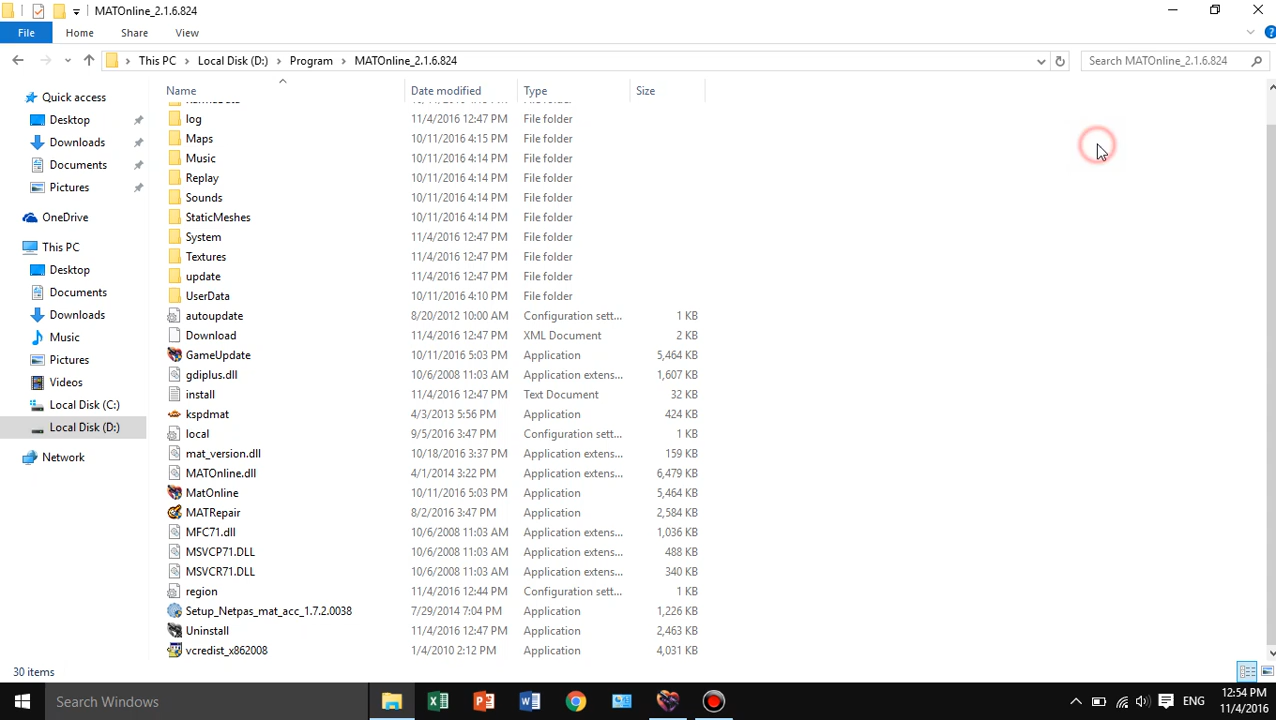 MATOnline_2.1.6.824
File Home Share View
This PC Local Disk (D:) Program MATOnline_2.1.6.824 Search MATOnline_2.1.6.824
Name Date modified Type Size
Quick access
Desktop
Downloads
Documents
Pictures
OneDrive
This PC
Desktop
Documents
Downloads
Music
Pictures
Videos
Local Disk (C:)
Local Disk (D:)
Network
log 11/4/2016 12:47 PM File folder
Maps 10/11/2016 4:15 PM File folder
Music 10/11/2016 4:14 PM File folder
Replay 10/11/2016 4:14 PM File folder
Sounds 10/11/2016 4:14 PM File folder
StaticMeshes 10/11/2016 4:14 PM File folder
System 11/4/2016 12:47 PM File folder
Textures 11/4/2016 12:47 PM File folder
update 11/4/2016 12:47 PM File folder
UserData 10/11/2016 4:10 PM File folder
autoupdate 8/20/2012 10:00 AM Configuration sett... 1 KB
Download 11/4/2016 12:47 PM XML Document 2 KB
GameUpdate 10/11/2016 5:03 PM Application 5,464 KB
gdiplus.dll 10/6/2008 11:03 AM Application extens... 1,607 KB
install 11/4/2016 12:47 PM Text Document 32 KB
kspdmat 4/3/2013 5:56 PM Application 424 KB
local 9/5/2016 3:47 PM Configuration sett... 1 KB
mat_version.dll 10/18/2016 3:37 PM Application extens... 159 KB
MATOnline.dll 4/1/2014 3:22 PM Application extens... 6,479 KB
MatOnline 10/11/2016 5:03 PM Application 5,464 KB
MATRepair 8/2/2016 3:47 PM Application 2,584 KB
MFC71.dll 10/6/2008 11:03 AM Application extens... 1,036 KB
MSVCP71.DLL 10/6/2008 11:03 AM Application extens... 488 KB
MSVCR71.DLL 10/6/2008 11:03 AM Application extens... 340 KB
region 11/4/2016 12:44 PM Configuration sett... 1 KB
Setup_Netpas_mat_acc_1.7.2.0038 7/29/2014 7:04 PM Application 1,226 KB
Uninstall 11/4/2016 12:47 PM Application 2,463 KB
vcredist_x862008 1/4/2010 2:12 PM Application 4,031 KB
30 items
Search Windows
ENG
12:54 PM
11/4/2016